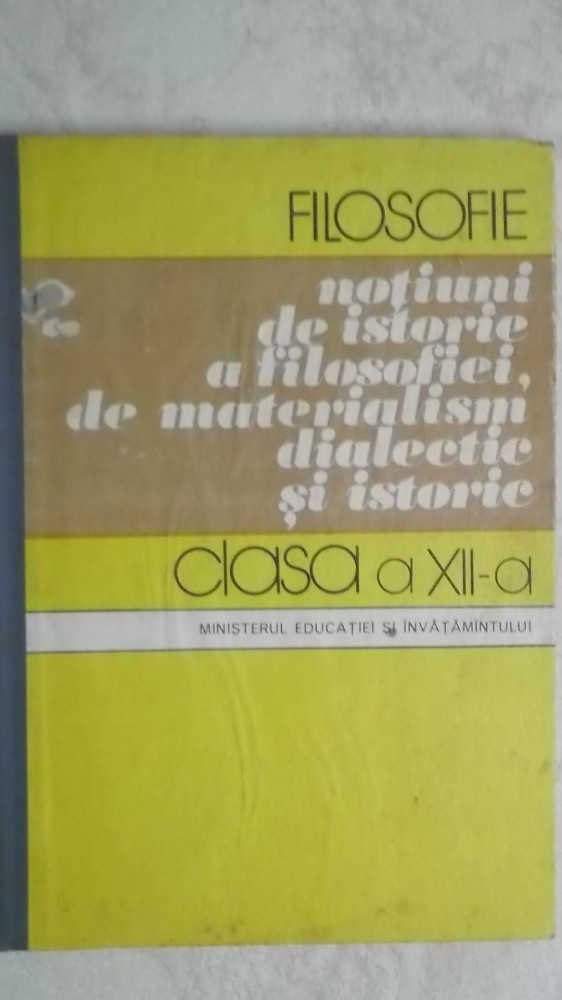 FILOSOFIE
noțiuni
de istorie
a filosofiei,
de materialism
dialectic
și istoric
clasa a XII-a
MINISTERUL EDUCAȚIEI ȘI ÎNVĂȚĂMÎNTULUI